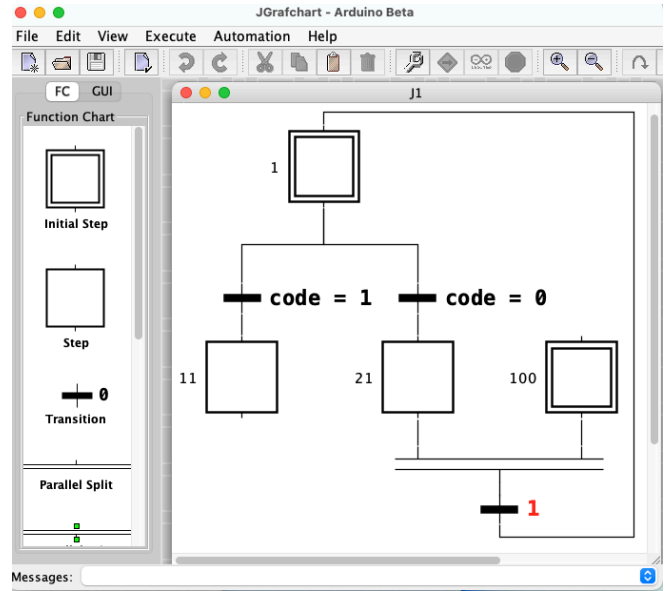 JGrafchart - Arduino Beta
File Edit View Execute Automation Help
FC GUI
J1
Function Chart
Initial Step
Step
0
Transition
Parallel Split
1
code = 1
code = 0
11
21
100
1
Messages: